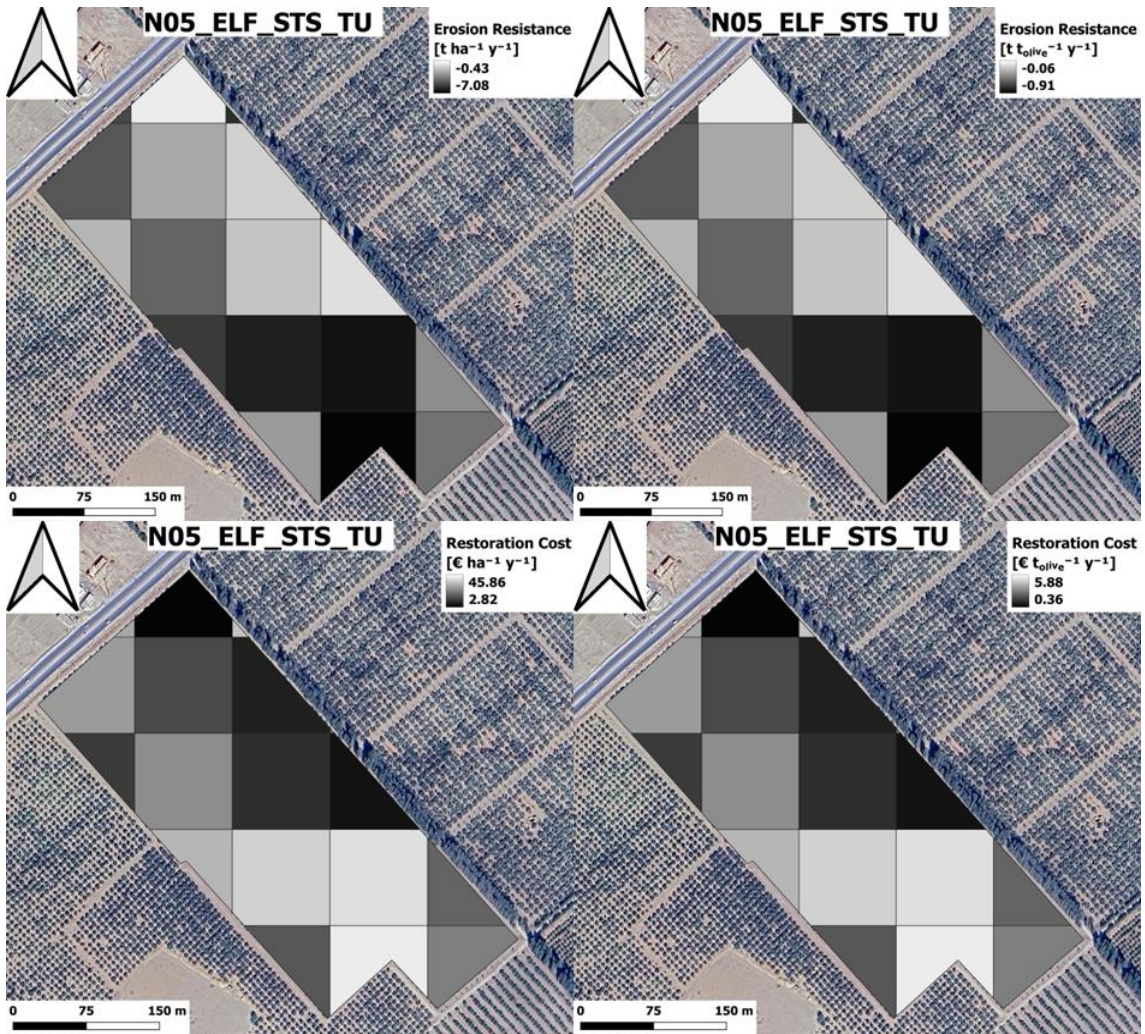 N05_ELF_STS_TU
Erosion Resistance
[t ha⁻¹ y⁻¹]
-0.43
-7.08
0 75 150 m
N05_ELF_STS_TU
Erosion Resistance
[t tolive⁻¹ y⁻¹]
-0.06
-0.91
0 75 150 m
N05_ELF_STS_TU
Restoration Cost
[€ ha⁻¹ y⁻¹]
45.86
2.82
0 75 150 m
N05_ELF_STS_TU
Restoration Cost
[€ tolive⁻¹ y⁻¹]
5.88
0.36
0 75 150 m